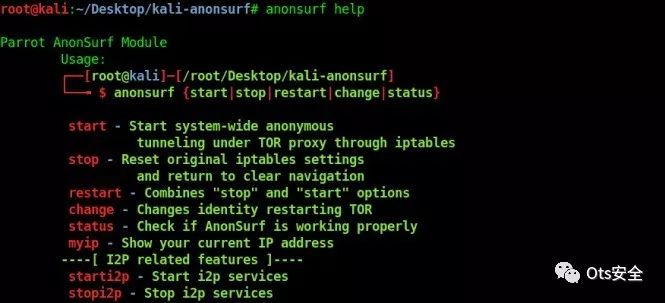 root@kali:~/Desktop/kali-anonsurf# anonsurf help
Parrot AnonSurf Module
Usage:
┌──[root@kali]─[/root/Desktop/kali-anonsurf]
└──╼ $ anonsurf {start|stop|restart|change|status}
start - Start system-wide anonymous
tunneling under TOR proxy through iptables
stop - Reset original iptables settings
and return to clear navigation
restart - Combines "stop" and "start" options
change - Changes identity restarting TOR
status - Check if AnonSurf is working properly
myip - Show your current IP address
----[ I2P related features ]----
starti2p - Start i2p services
stopi2p - Stop i2p services
Ots安全